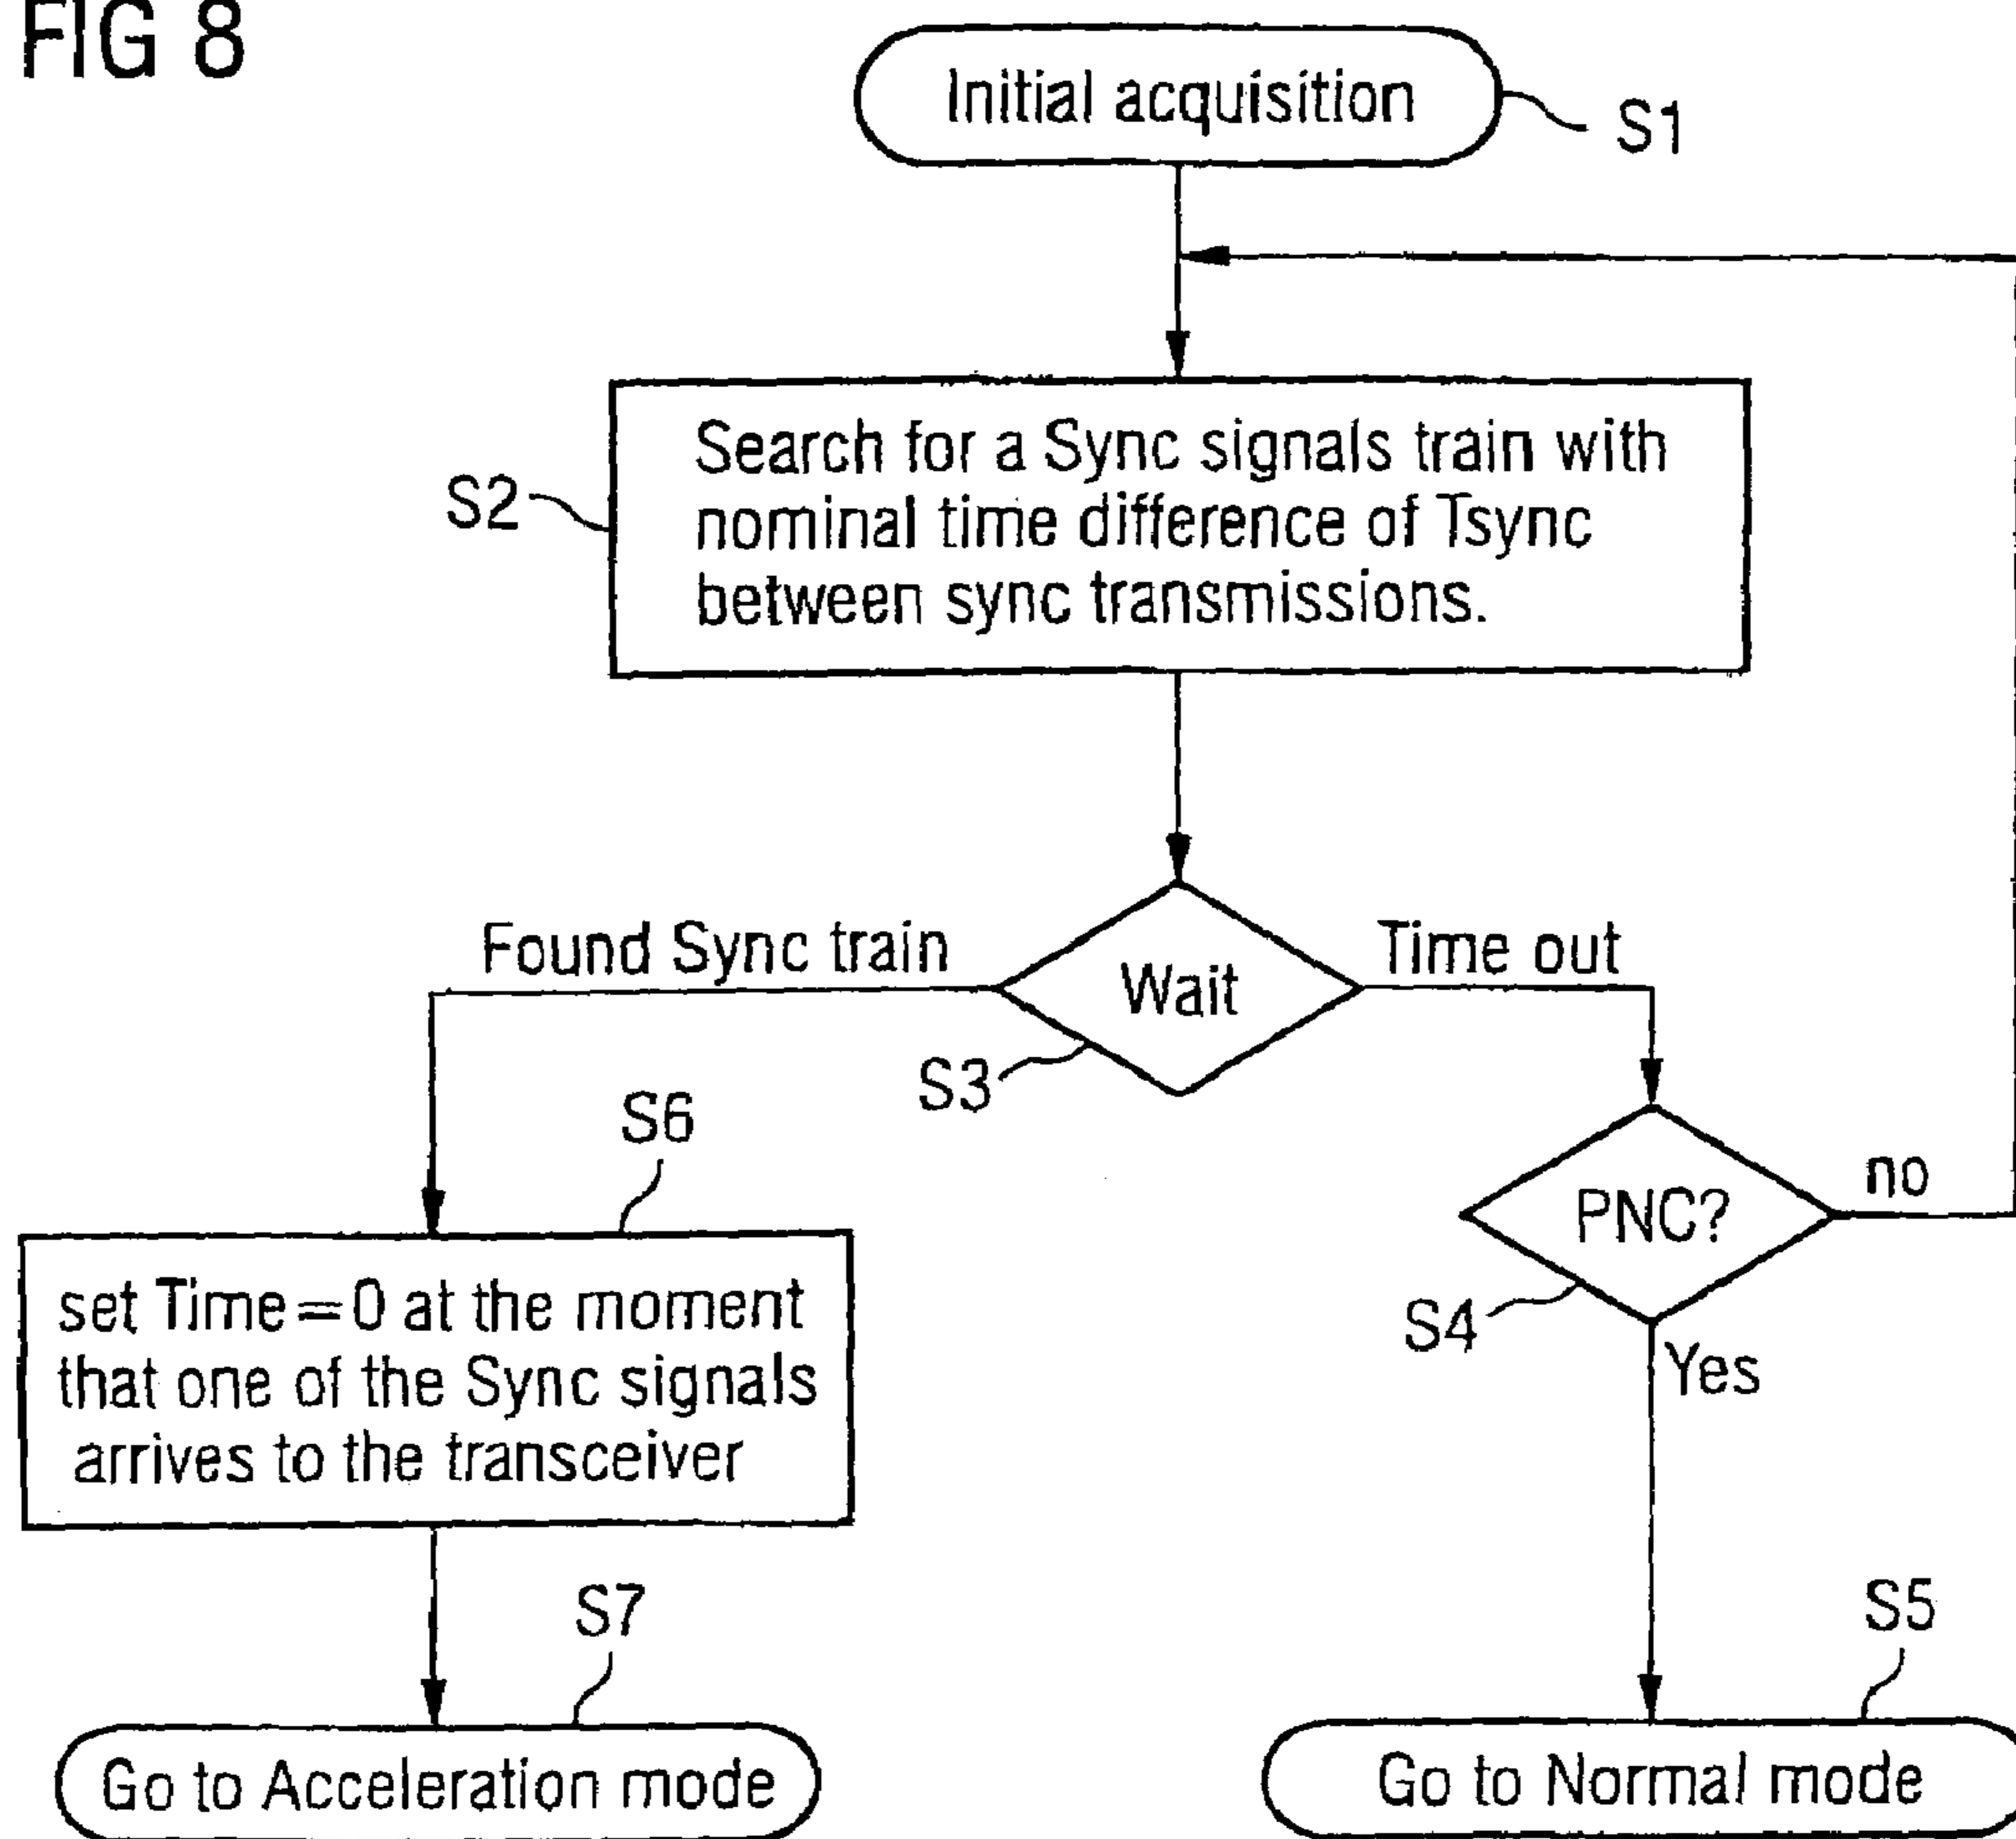 FIG 8
Initial acquisition
S1
Search for a Sync signals train with
nominal time difference of Tsync
between sync transmissions.
S2
Found Sync train
Wait
Time out
S3
S6
PNC?
no
S4
Yes
set Time=0 at the moment
that one of the Sync signals
arrives to the transceiver
S7
S5
Go to Acceleration mode
Go to Normal mode